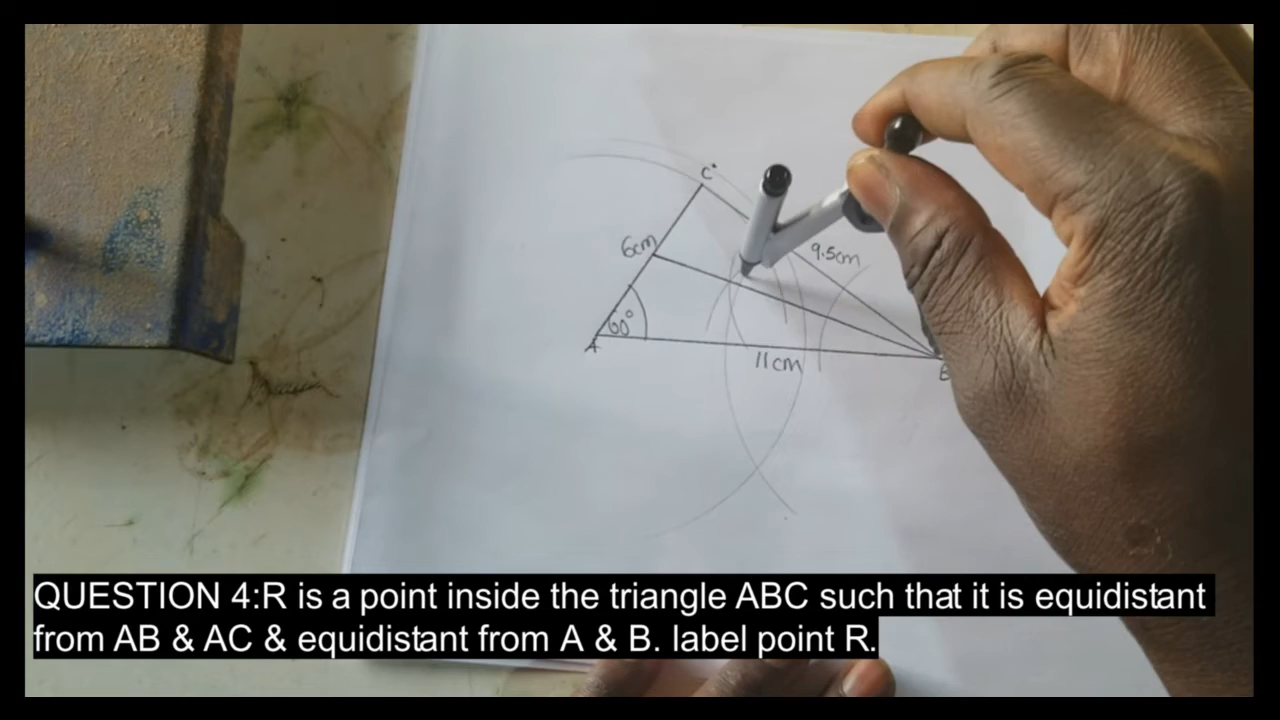 C
6cm
9.5cm
60°
A
11cm
B
QUESTION 4:R is a point inside the triangle ABC such that it is equidistant
from AB & AC & equidistant from A & B. label point R.